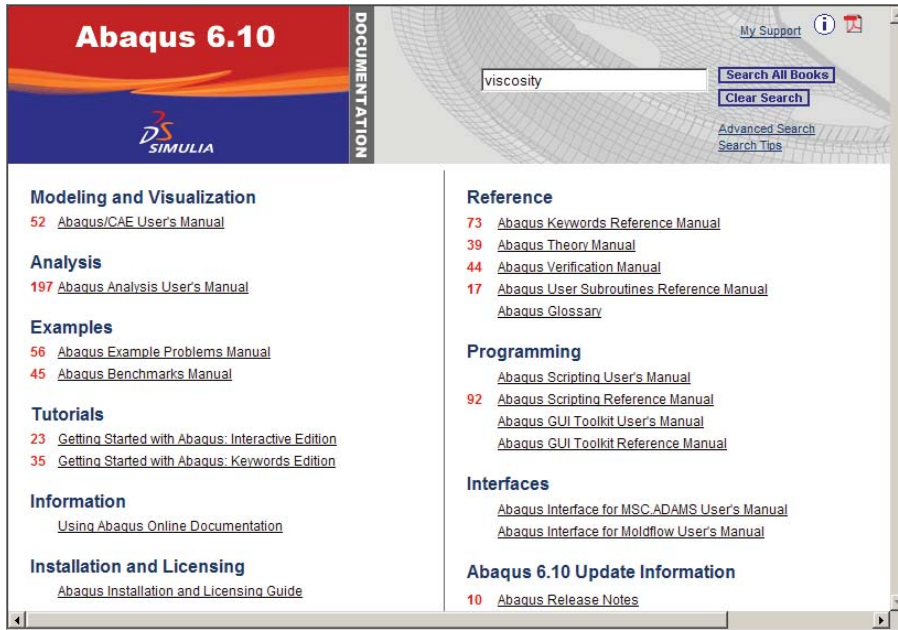 Abaqus 6.10
DS
SIMULIA
DOCUMENTATION
My Support
viscosity
Search All Books
Clear Search
Advanced Search
Search Tips
Modeling and Visualization
52 Abaqus/CAE User's Manual
Analysis
197 Abaqus Analysis User's Manual
Examples
56 Abaqus Example Problems Manual
45 Abaqus Benchmarks Manual
Tutorials
23 Getting Started with Abaqus: Interactive Edition
35 Getting Started with Abaqus: Keywords Edition
Information
Using Abaqus Online Documentation
Installation and Licensing
Abaqus Installation and Licensing Guide
Reference
73 Abaqus Keywords Reference Manual
39 Abaqus Theory Manual
44 Abaqus Verification Manual
17 Abaqus User Subroutines Reference Manual
Abaqus Glossary
Programming
Abaqus Scripting User's Manual
92 Abaqus Scripting Reference Manual
Abaqus GUI Toolkit User's Manual
Abaqus GUI Toolkit Reference Manual
Interfaces
Abaqus Interface for MSC.ADAMS User's Manual
Abaqus Interface for Moldflow User's Manual
Abaqus 6.10 Update Information
10 Abaqus Release Notes